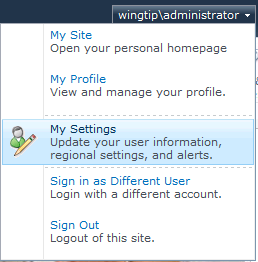 wingtip\administrator
My Site
Open your personal homepage
My Profile
View and manage your profile.
My Settings
Update your user information,
regional settings, and alerts.
Sign in as Different User
Login with a different account.
Sign Out
Logout of this site.